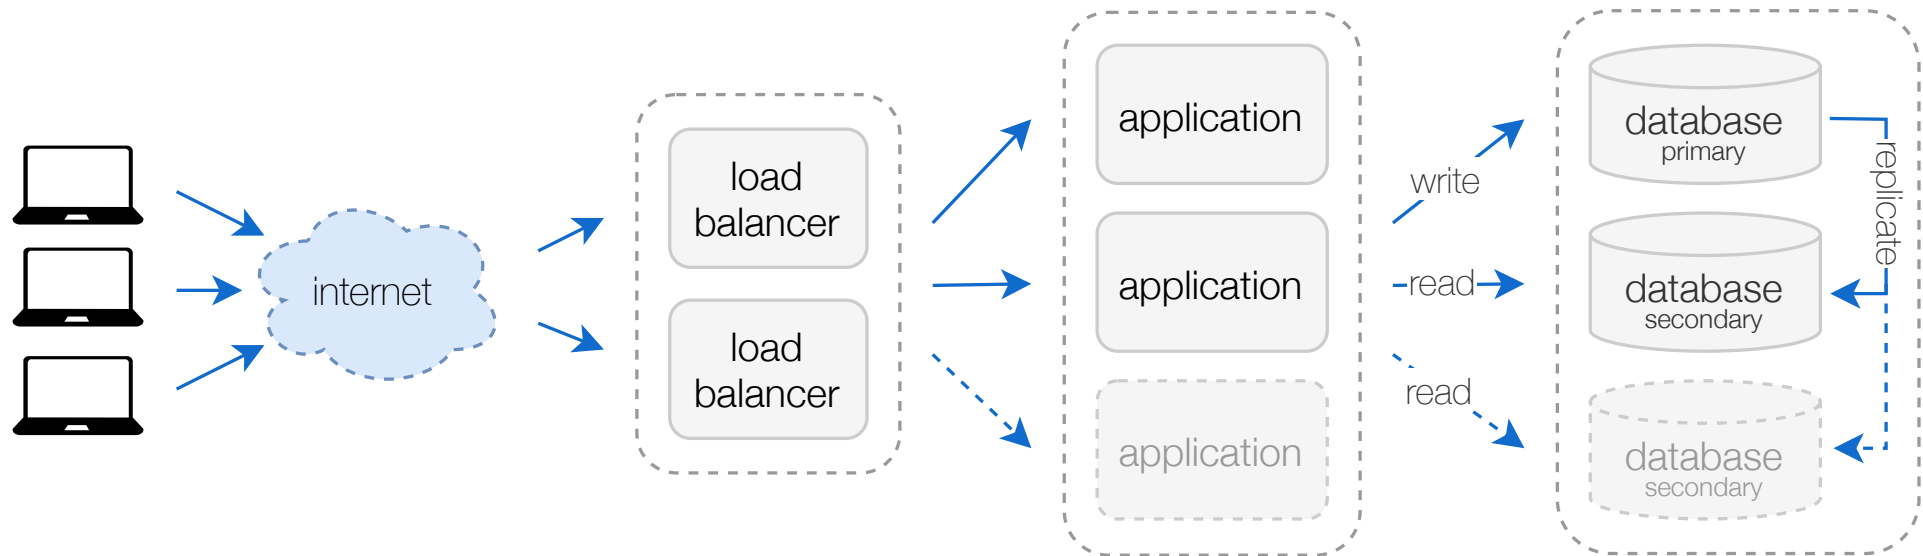 internet
load
balancer
load
balancer
application
application
application
write
read
read
database
primary
database
secondary
database
secondary
replicate